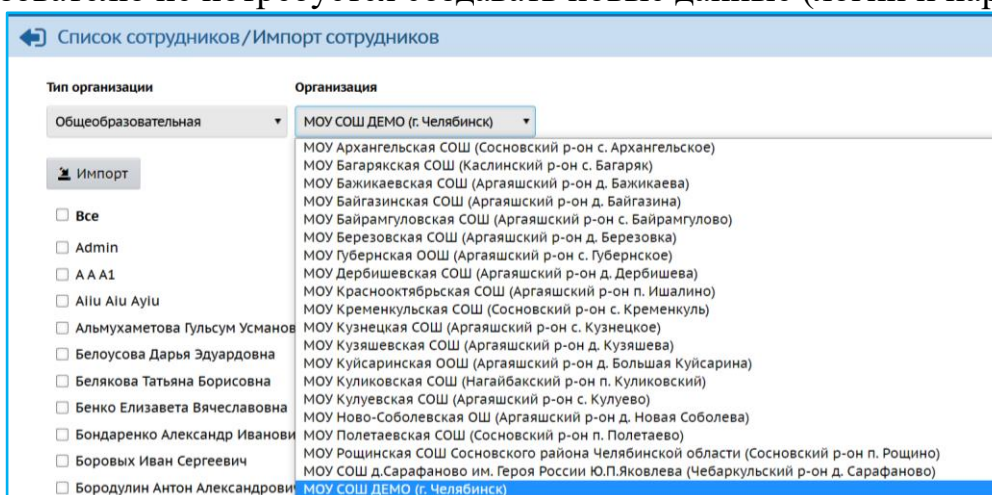 Список сотрудников/Импорт сотрудников
Тип организации Организация
Общеобразовательная МОУ СОШ ДЕМО (г. Челябинск)
МОУ Архангельская СОШ (Сосновский р-он с. Архангельское)
МОУ Багарякская СОШ (Каслинский р-он с. Багаряк)
МОУ Бажикаевская СОШ (Аргаяшский р-он д. Бажикаева)
МОУ Байгазинская СОШ (Аргаяшский р-он д. Байгазина)
МОУ Байрамгуловская СОШ (Аргаяшский р-он с. Байрамгулово)
МОУ Березовская СОШ (Аргаяшский р-он д. Березовка)
МОУ Губернская ООШ (Аргаяшский р-он с. Губернское)
МОУ Дербишевская СОШ (Аргаяшский р-он д. Дербишева)
МОУ Краснооктябрьская СОШ (Аргаяшский р-он п. Ишалино)
МОУ Кременкульская СОШ (Сосновский р-он с. Кременкуль)
МОУ Кузнецкая СОШ (Аргаяшский р-он с. Кузнецкое)
МОУ Кузяшевская СОШ (Аргаяшский р-он д. Кузяшева)
МОУ Куйсаринская ООШ (Аргаяшский р-он д. Большая Куйсарина)
МОУ Куликовская СОШ (Нагайбакский р-он п. Куликовский)
МОУ Кулуевская СОШ (Аргаяшский р-он с. Кулуево)
МОУ Ново-Соболевская ОШ (Аргаяшский р-он д. Новая Соболева)
МОУ Полетаевская СОШ (Сосновский р-он п. Полетаево)
МОУ Рощинская СОШ Сосновского района Челябинской области (Сосновский р-он п. Рощино)
МОУ СОШ д.Сарафаново им. Героя России Ю.П.Яковлева (Чебаркульский р-он д. Сарафаново)
МОУ СОШ ДЕМО (г. Челябинск)
Импорт
Все
Admin
A A A1
Aiiu Aiu Ayiu
Альмухаметова Гульсум Усманов
Белоусова Дарья Эдуардовна
Белякова Татьяна Борисовна
Бенко Елизавета Вячеславовна
Бондаренко Александр Иванови
Боровых Иван Сергеевич
Бородулин Антон Александрови